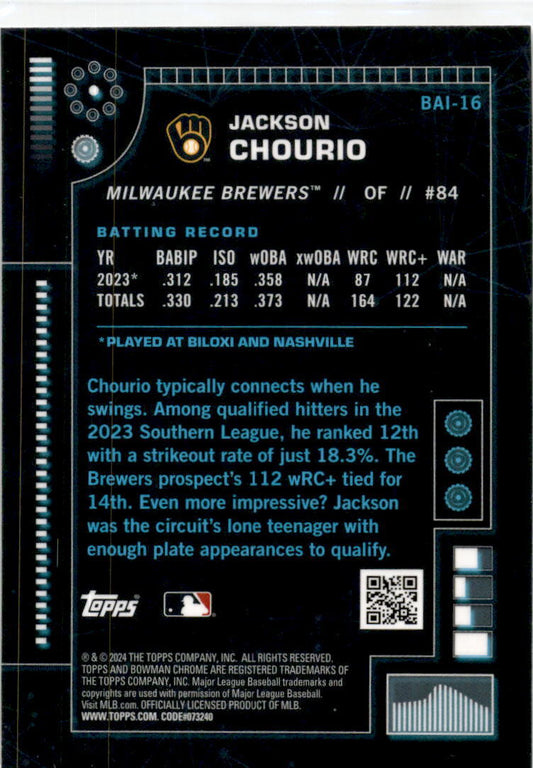 BAI-16
JACKSON
CHOURIO
MILWAUKEE BREWERS™ // OF // #84
BATTING RECORD
YR BABIP ISO wOBA xwOBA WRC WRC+ WAR
2023* .312 .185 .358 N/A 87 112 N/A
TOTALS .330 .213 .373 N/A 164 122 N/A
*PLAYED AT BILOXI AND NASHVILLE
Chourio typically connects when he
swings. Among qualified hitters in the
2023 Southern League, he ranked 12th
with a strikeout rate of just 18.3%. The
Brewers prospect's 112 wRC+ tied for
14th. Even more impressive? Jackson
was the circuit's lone teenager with
enough plate appearances to qualify.
Topps
® & © 2024 THE TOPPS COMPANY, INC. ALL RIGHTS RESERVED.
TOPPS AND BOWMAN CHROME ARE REGISTERED TRADEMARKS OF
THE TOPPS COMPANY, INC. Major League Baseball trademarks and
copyrights are used with permission of Major League Baseball.
Visit MLB.com. OFFICIALLY LICENSED PRODUCT OF MLB.
WWW.TOPPS.COM. CODE#073240